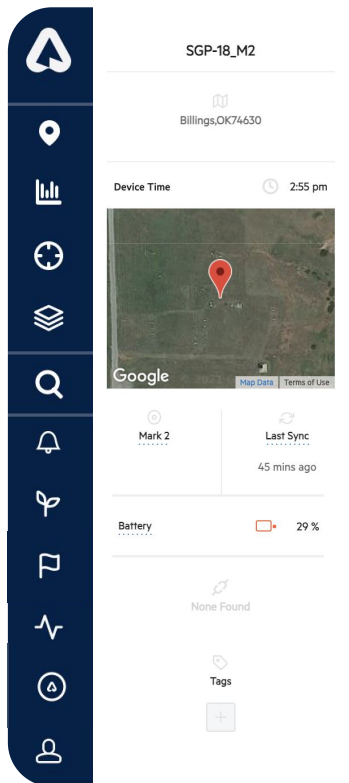 SGP-18_M2
Billings,OK74630
Device Time 2:55 pm
Google
Map Data Terms of Use
Mark 2
Last Sync
45 mins ago
Battery 29 %
None Found
Tags